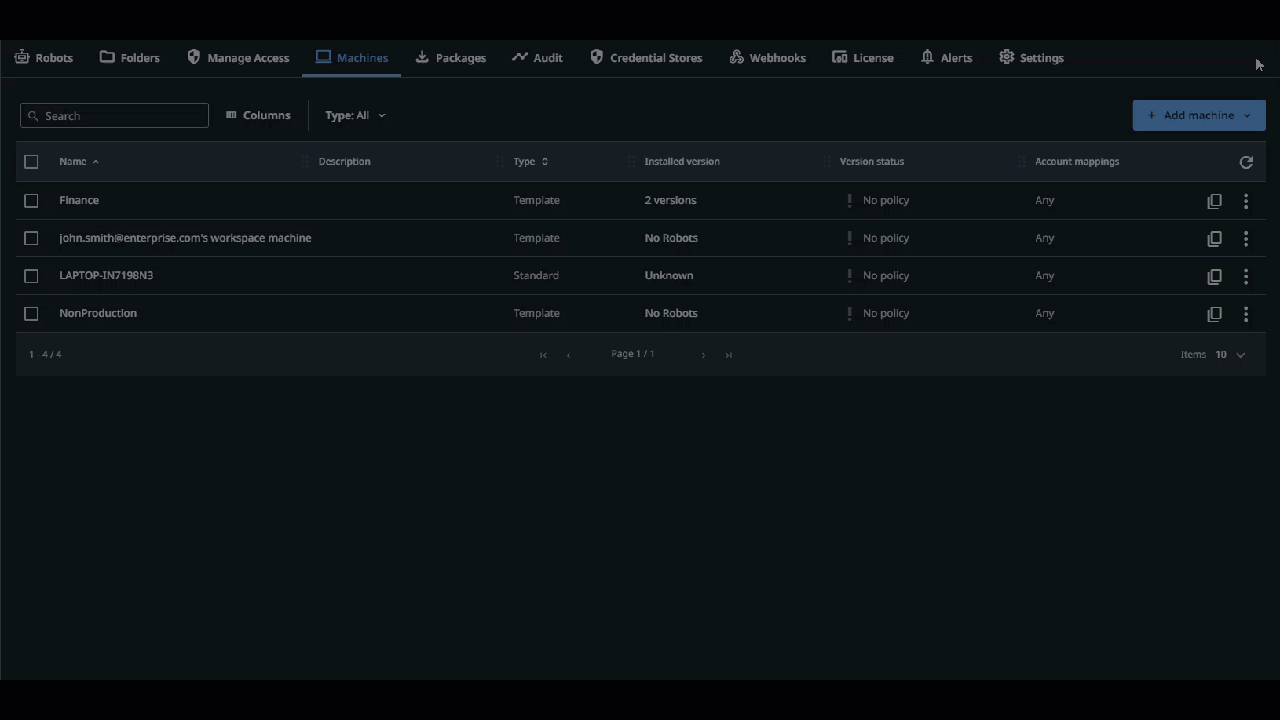 Robots Folders Manage Access Machines Packages Audit Credential Stores Webhooks License Alerts Settings
Search Columns Type: All + Add machine
Name Description Type Installed version Version status Account mappings
Finance Template 2 versions No policy Any
john.smith@enterprise.com's workspace machine Template No Robots No policy Any
LAPTOP-IN7198N3 Standard Unknown No policy Any
NonProduction Template No Robots No policy Any
1 - 4 / 4 Page 1 / 1 Items 10